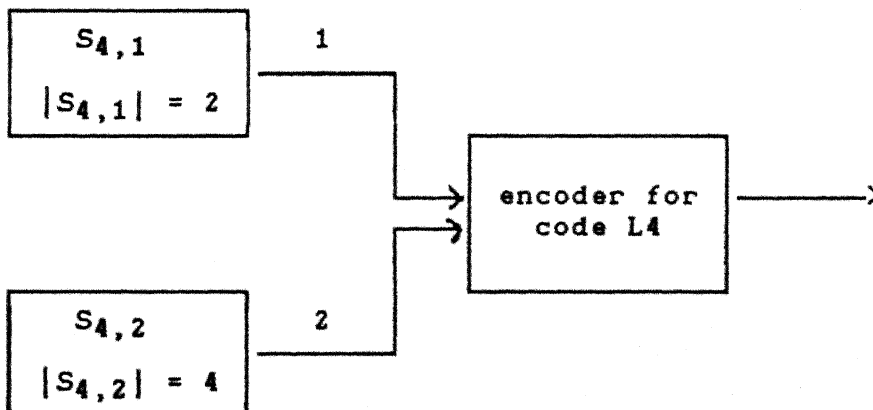 S4,1
|S4,1| = 2
1
encoder for
code L4
S4,2
|S4,2| = 4
2